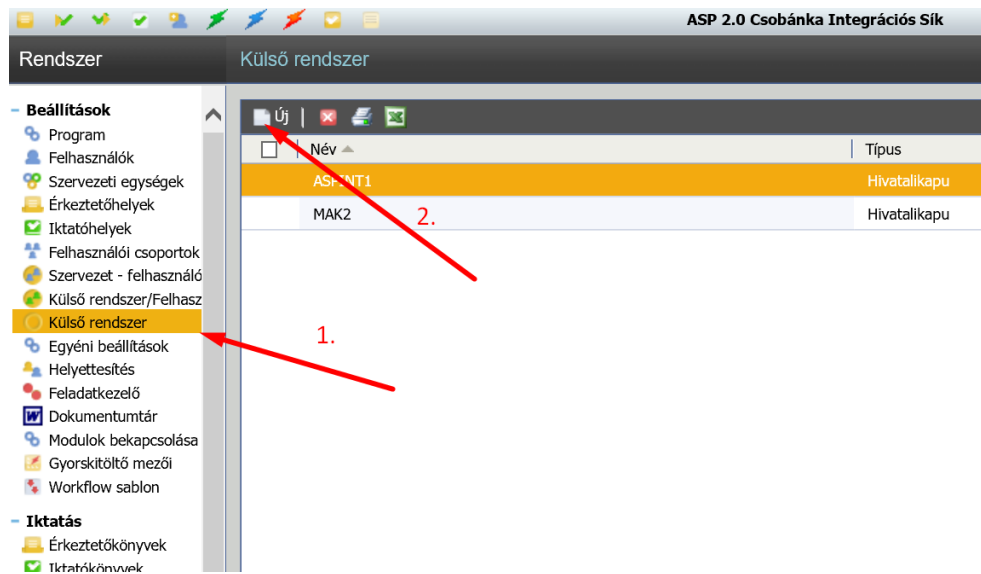 ASP 2.0 Csobánka Integrációs Sík
Rendszer
Külső rendszer
Beállítások
Program
Felhasználók
Szervezeti egységek
Érkeztetőhelyek
Iktatóhelyek
Felhasználói csoportok
Szervezet - felhasználó
Külső rendszer/Felhasz
Külső rendszer
Egyéni beállítások
Helyettesítés
Feladatkezelő
Dokumentumtár
Modulok bekapcsolása
Gyorskitöltő mezői
Workflow sablon
Iktatás
Érkeztetőkönyvek
Iktatókönyvek
Új
Név Típus
ASPINT1 Hivatalikapu
MAK2 Hivatalikapu
2.
1.